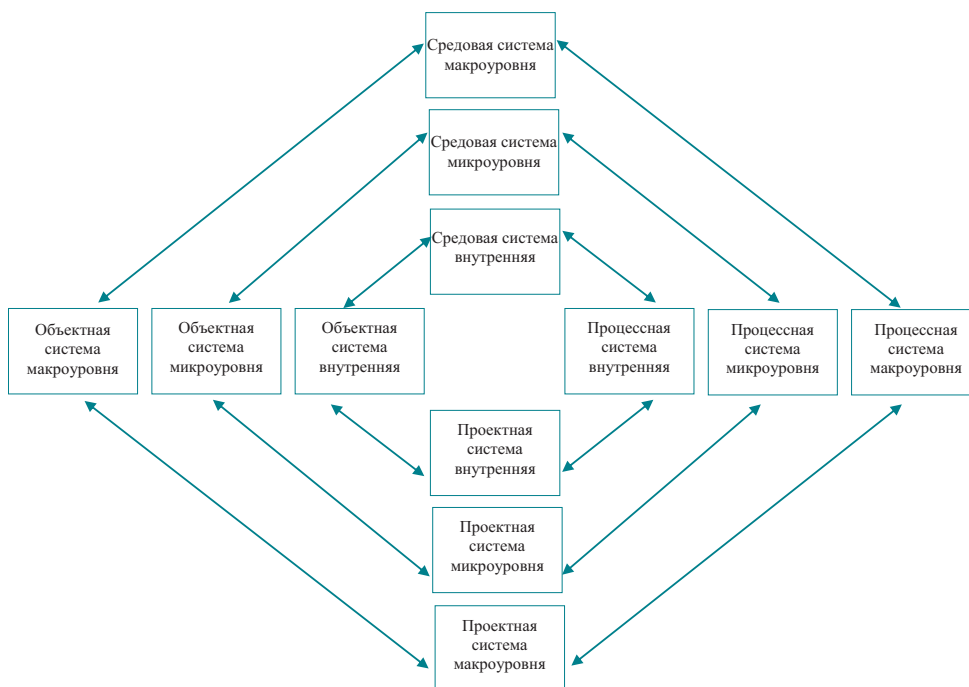 Средовая система
макроуровня
Средовая система
микроуровня
Средовая система
внутренняя
Объектная
система
макроуровня
Объектная
система
микроуровня
Объектная
система
внутренняя
Процессная
система
внутренняя
Процессная
система
микроуровня
Процессная
система
макроуровня
Проектная
система
внутренняя
Проектная
система
микроуровня
Проектная
система
макроуровня